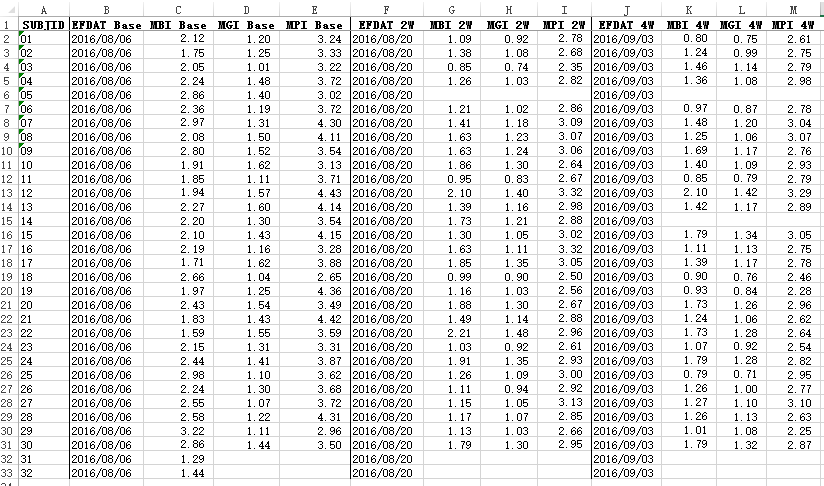 A B C D E F G H I J K L M
1 SUBJID EFDAT Base MBI Base MGI Base MPI Base EFDAT 2W MBI 2W MGI 2W MPI 2W EFDAT 4W MBI 4W MGI 4W MPI 4W
2 01 2016/08/06 2.12 1.20 3.24 2016/08/20 1.09 0.92 2.78 2016/09/03 0.80 0.75 2.61
3 02 2016/08/06 1.75 1.25 3.33 2016/08/20 1.38 1.08 2.68 2016/09/03 1.24 0.99 2.75
4 03 2016/08/06 2.05 1.01 3.22 2016/08/20 0.85 0.74 2.35 2016/09/03 1.46 1.14 2.79
5 04 2016/08/06 2.24 1.48 3.72 2016/08/20 1.26 1.03 2.82 2016/09/03 1.36 1.08 2.98
6 05 2016/08/06 2.86 1.40 3.02 2016/08/20 2016/09/03
7 06 2016/08/06 2.36 1.19 3.72 2016/08/20 1.21 1.02 2.86 2016/09/03 0.97 0.87 2.78
8 07 2016/08/06 2.97 1.31 4.30 2016/08/20 1.41 1.18 3.09 2016/09/03 1.48 1.20 3.04
9 08 2016/08/06 2.08 1.50 4.11 2016/08/20 1.63 1.23 3.07 2016/09/03 1.25 1.06 3.07
10 09 2016/08/06 2.80 1.52 3.54 2016/08/20 1.63 1.24 3.06 2016/09/03 1.69 1.17 2.76
11 10 2016/08/06 1.91 1.62 3.13 2016/08/20 1.86 1.30 2.64 2016/09/03 1.40 1.09 2.93
12 11 2016/08/06 1.85 1.11 3.71 2016/08/20 0.95 0.83 2.67 2016/09/03 0.85 0.79 2.79
13 12 2016/08/06 1.94 1.57 4.43 2016/08/20 2.10 1.40 3.32 2016/09/03 2.10 1.42 3.29
14 13 2016/08/06 2.27 1.60 4.14 2016/08/20 1.39 1.16 2.98 2016/09/03 1.42 1.17 2.89
15 14 2016/08/06 2.20 1.30 3.54 2016/08/20 1.73 1.21 2.88 2016/09/03
16 15 2016/08/06 2.10 1.43 4.15 2016/08/20 1.30 1.05 3.02 2016/09/03 1.79 1.34 3.05
17 16 2016/08/06 2.19 1.16 3.28 2016/08/20 1.63 1.11 3.32 2016/09/03 1.11 1.13 2.75
18 17 2016/08/06 1.71 1.62 3.88 2016/08/20 1.85 1.35 3.05 2016/09/03 1.39 1.17 2.78
19 18 2016/08/06 2.66 1.04 2.65 2016/08/20 0.99 0.90 2.50 2016/09/03 0.90 0.76 2.46
20 19 2016/08/06 1.97 1.25 4.36 2016/08/20 1.16 1.03 2.56 2016/09/03 0.93 0.84 2.28
21 20 2016/08/06 2.43 1.54 3.49 2016/08/20 1.88 1.30 2.67 2016/09/03 1.73 1.26 2.96
22 21 2016/08/06 1.83 1.43 4.42 2016/08/20 1.49 1.14 2.88 2016/09/03 1.24 1.06 2.62
23 22 2016/08/06 1.59 1.55 3.59 2016/08/20 2.21 1.48 2.96 2016/09/03 1.73 1.28 2.64
24 23 2016/08/06 2.15 1.31 3.31 2016/08/20 1.03 0.92 2.61 2016/09/03 1.07 0.92 2.54
25 24 2016/08/06 2.44 1.41 3.87 2016/08/20 1.91 1.35 2.93 2016/09/03 1.79 1.28 2.82
26 25 2016/08/06 2.98 1.10 3.62 2016/08/20 1.26 1.09 3.00 2016/09/03 0.79 0.71 2.95
27 26 2016/08/06 2.24 1.30 3.68 2016/08/20 1.11 0.94 2.92 2016/09/03 1.26 1.00 2.77
28 27 2016/08/06 2.55 1.07 3.72 2016/08/20 1.15 1.05 3.13 2016/09/03 1.27 1.10 3.10
29 28 2016/08/06 2.58 1.22 4.31 2016/08/20 1.17 1.07 2.85 2016/09/03 1.26 1.13 2.63
30 29 2016/08/06 3.22 1.11 2.96 2016/08/20 1.13 1.03 2.66 2016/09/03 1.01 1.08 2.25
31 30 2016/08/06 2.86 1.44 3.50 2016/08/20 1.79 1.30 2.95 2016/09/03 1.79 1.32 2.87
32 31 2016/08/06 1.29 2016/08/20 2016/09/03
33 32 2016/08/06 1.44 2016/08/20 2016/09/03